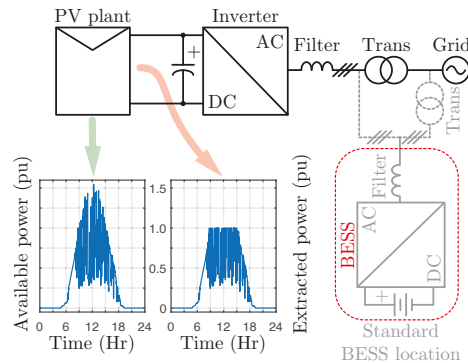 PV plant
Inverter
Filter
Trans
Grid
AC
DC
+
Trans
Available power (pu)
1.5
1.0
0.5
0
0 6 12 18 24
Time (Hr)
0 6 12 18 24
Time (Hr)
Extracted power (pu)
BESS
Filter
AC
DC
+
Standard
BESS location